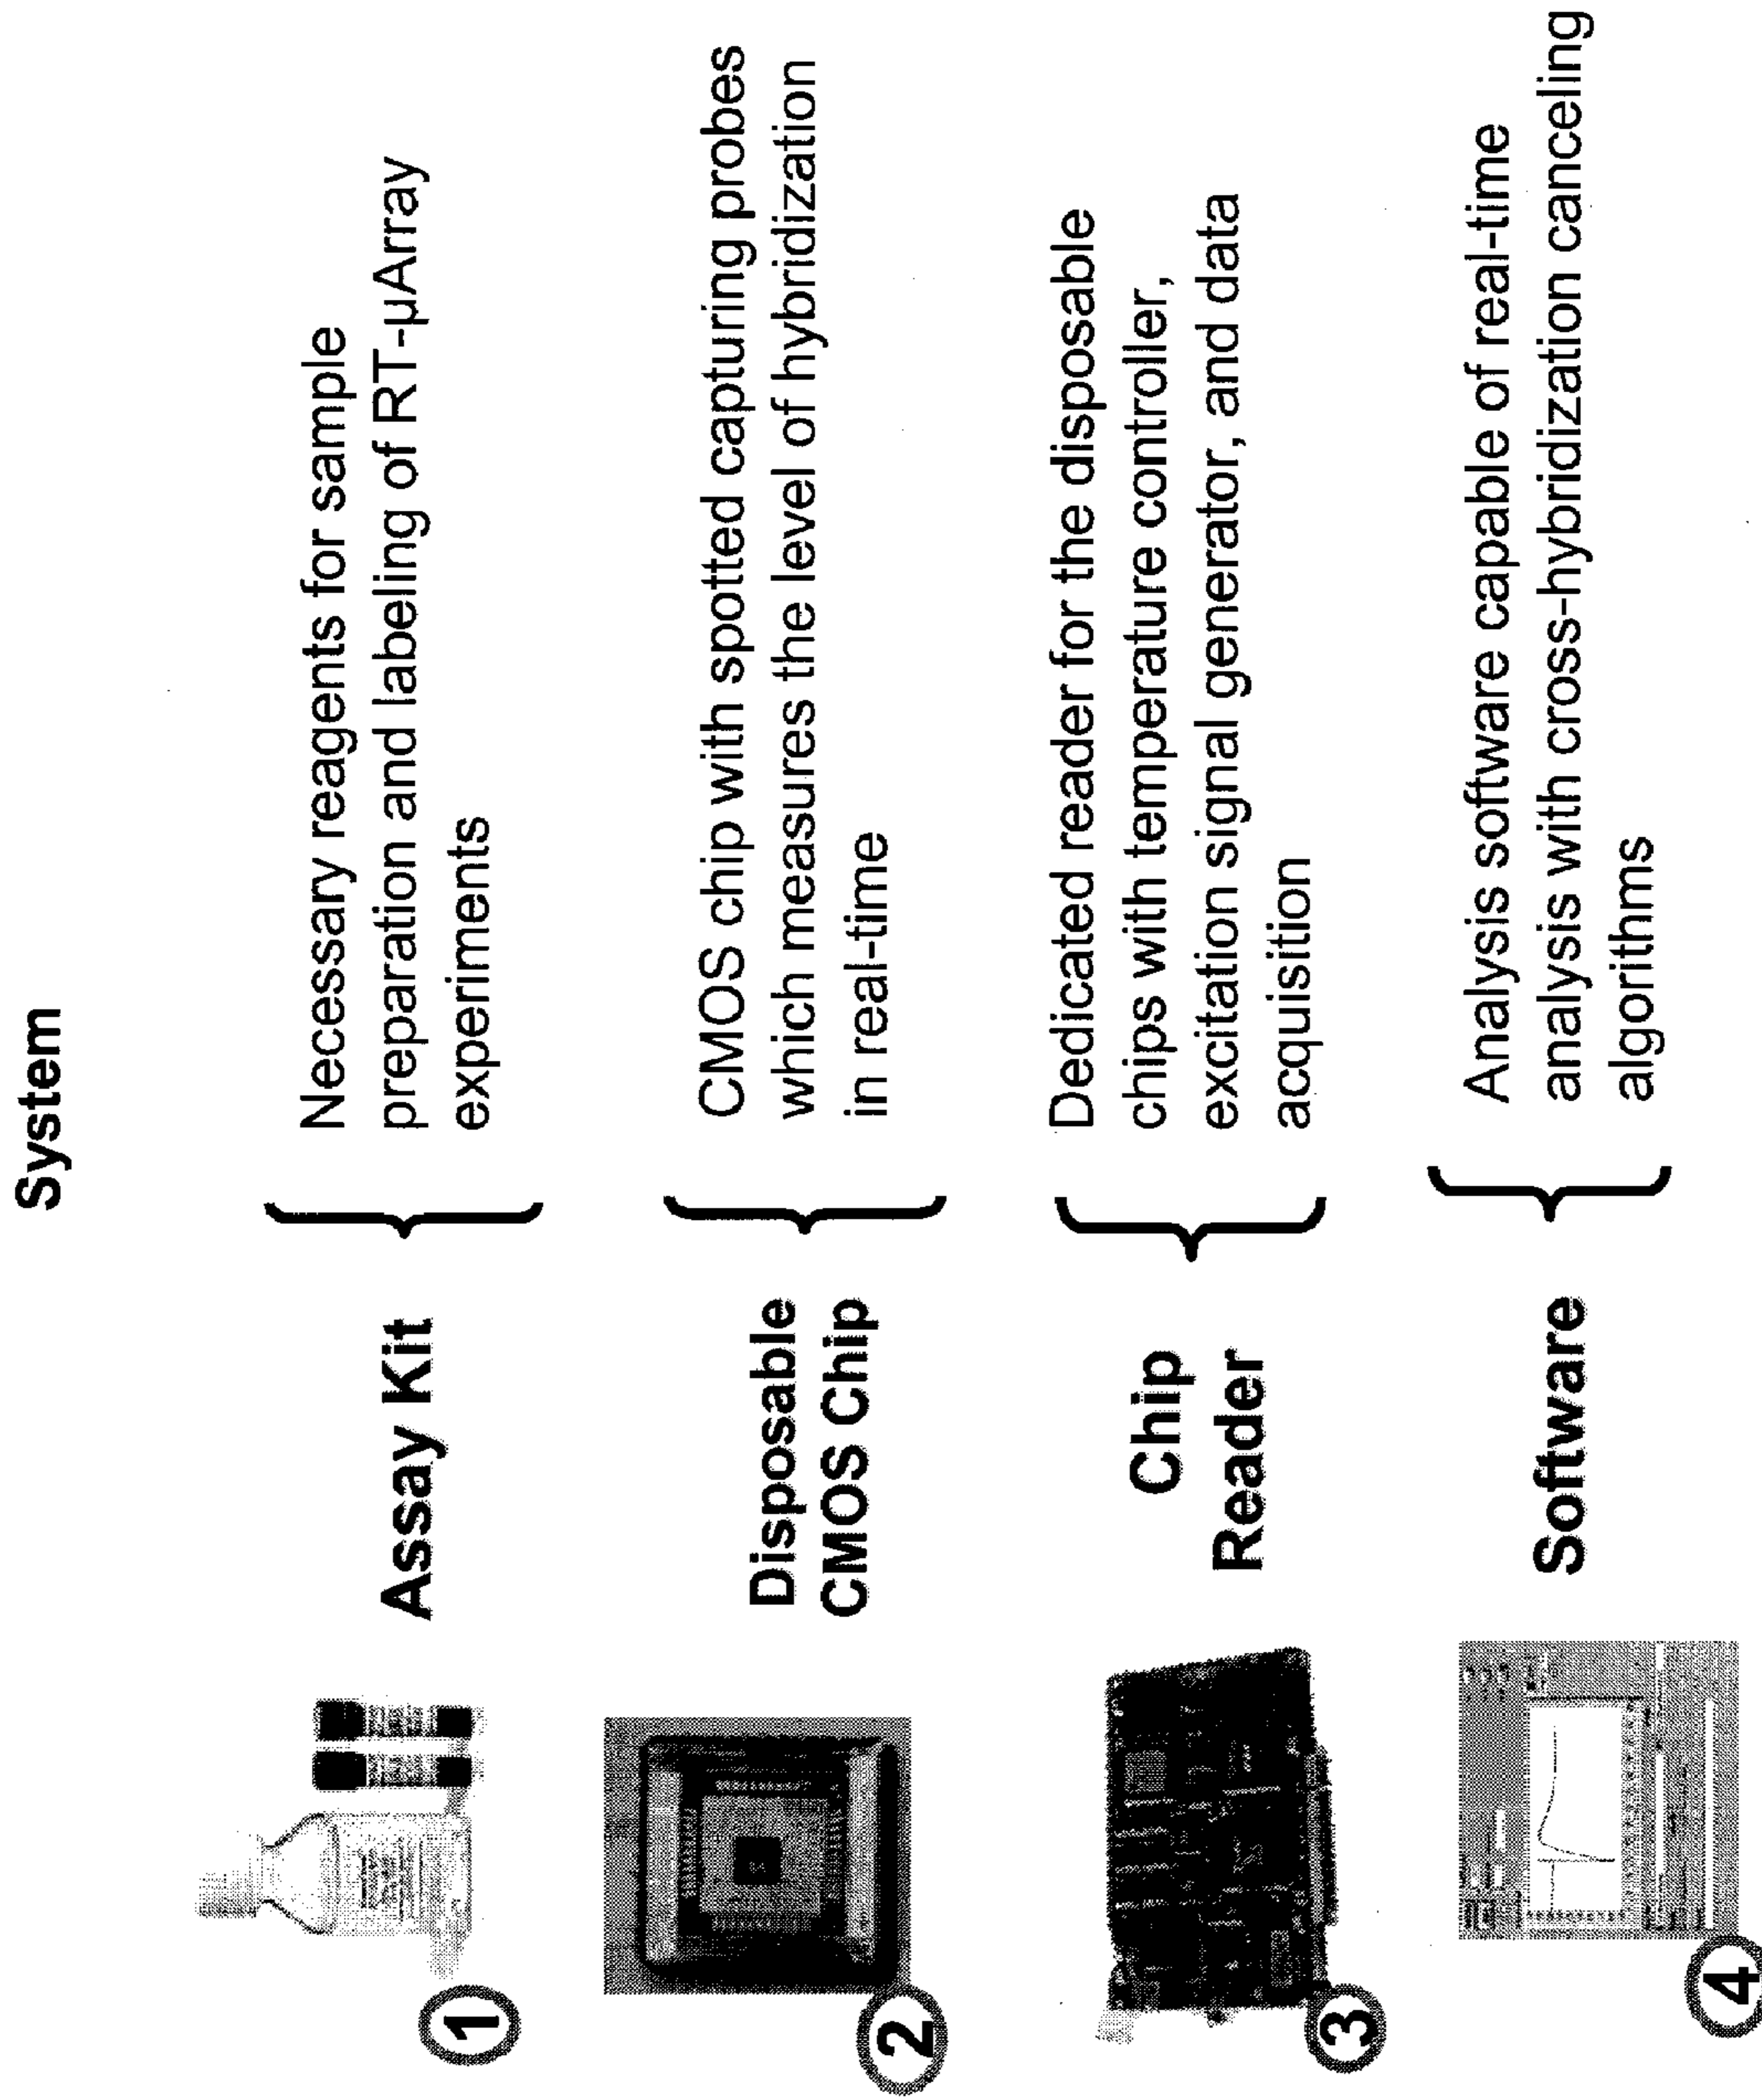 System
1
Assay Kit
Necessary reagents for sample
preparation and labeling of RT-µArray
experiments
2
Disposable
CMOS Chip
CMOS chip with spotted capturing probes
which measures the level of hybridization
in real-time
3
Chip
Reader
Dedicated reader for the disposable
chips with temperature controller,
excitation signal generator, and data
acquisition
4
Software
Analysis software capable of real-time
analysis with cross-hybridization canceling
algorithms